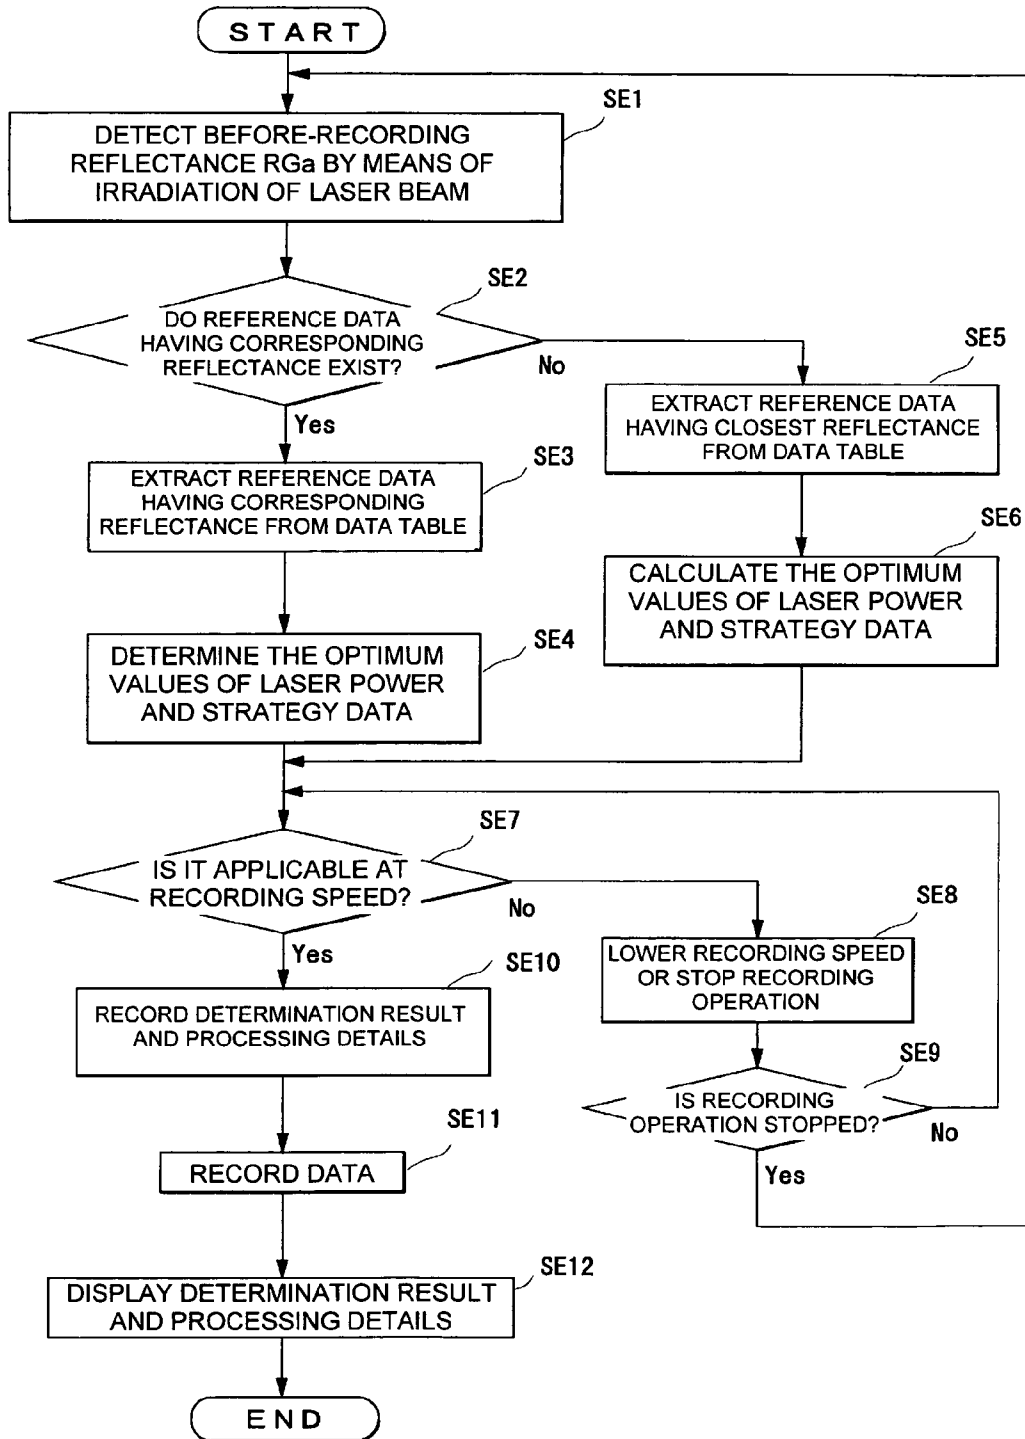 START
SE1
DETECT BEFORE-RECORDING
REFLECTANCE RGa BY MEANS OF
IRRADIATION OF LASER BEAM
SE2
DO REFERENCE DATA
HAVING CORRESPONDING
REFLECTANCE EXIST?
No
Yes
SE5
EXTRACT REFERENCE DATA
HAVING CLOSEST REFLECTANCE
FROM DATA TABLE
SE3
EXTRACT REFERENCE DATA
HAVING CORRESPONDING
REFLECTANCE FROM DATA TABLE
SE6
CALCULATE THE OPTIMUM
VALUES OF LASER POWER
AND STRATEGY DATA
SE4
DETERMINE THE OPTIMUM
VALUES OF LASER POWER
AND STRATEGY DATA
SE7
IS IT APPLICABLE AT
RECORDING SPEED?
No
Yes
SE8
LOWER RECORDING SPEED
OR STOP RECORDING
OPERATION
SE10
RECORD DETERMINATION RESULT
AND PROCESSING DETAILS
SE9
IS RECORDING
OPERATION STOPPED?
No
Yes
SE11
RECORD DATA
SE12
DISPLAY DETERMINATION RESULT
AND PROCESSING DETAILS
END